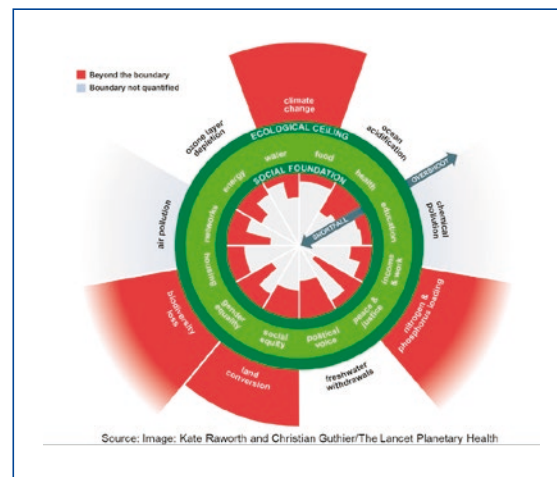 Beyond the boundary
Boundary not quantified
climate
change
ozone layer
depletion
ocean
acidification
ECOLOGICAL CEILING
OVERSHOOT
water
food
energy
health
SOCIAL FOUNDATION
networks
education
SHORTFALL
air pollution
chemical
pollution
housing
income
& work
gender
equality
peace &
justice
social
equity
political
voice
biodiversity
loss
nitrogen &
phosphorus loading
land
conversion
freshwater
withdrawals
Source: Image: Kate Raworth and Christian Guthier/The Lancet Planetary Health